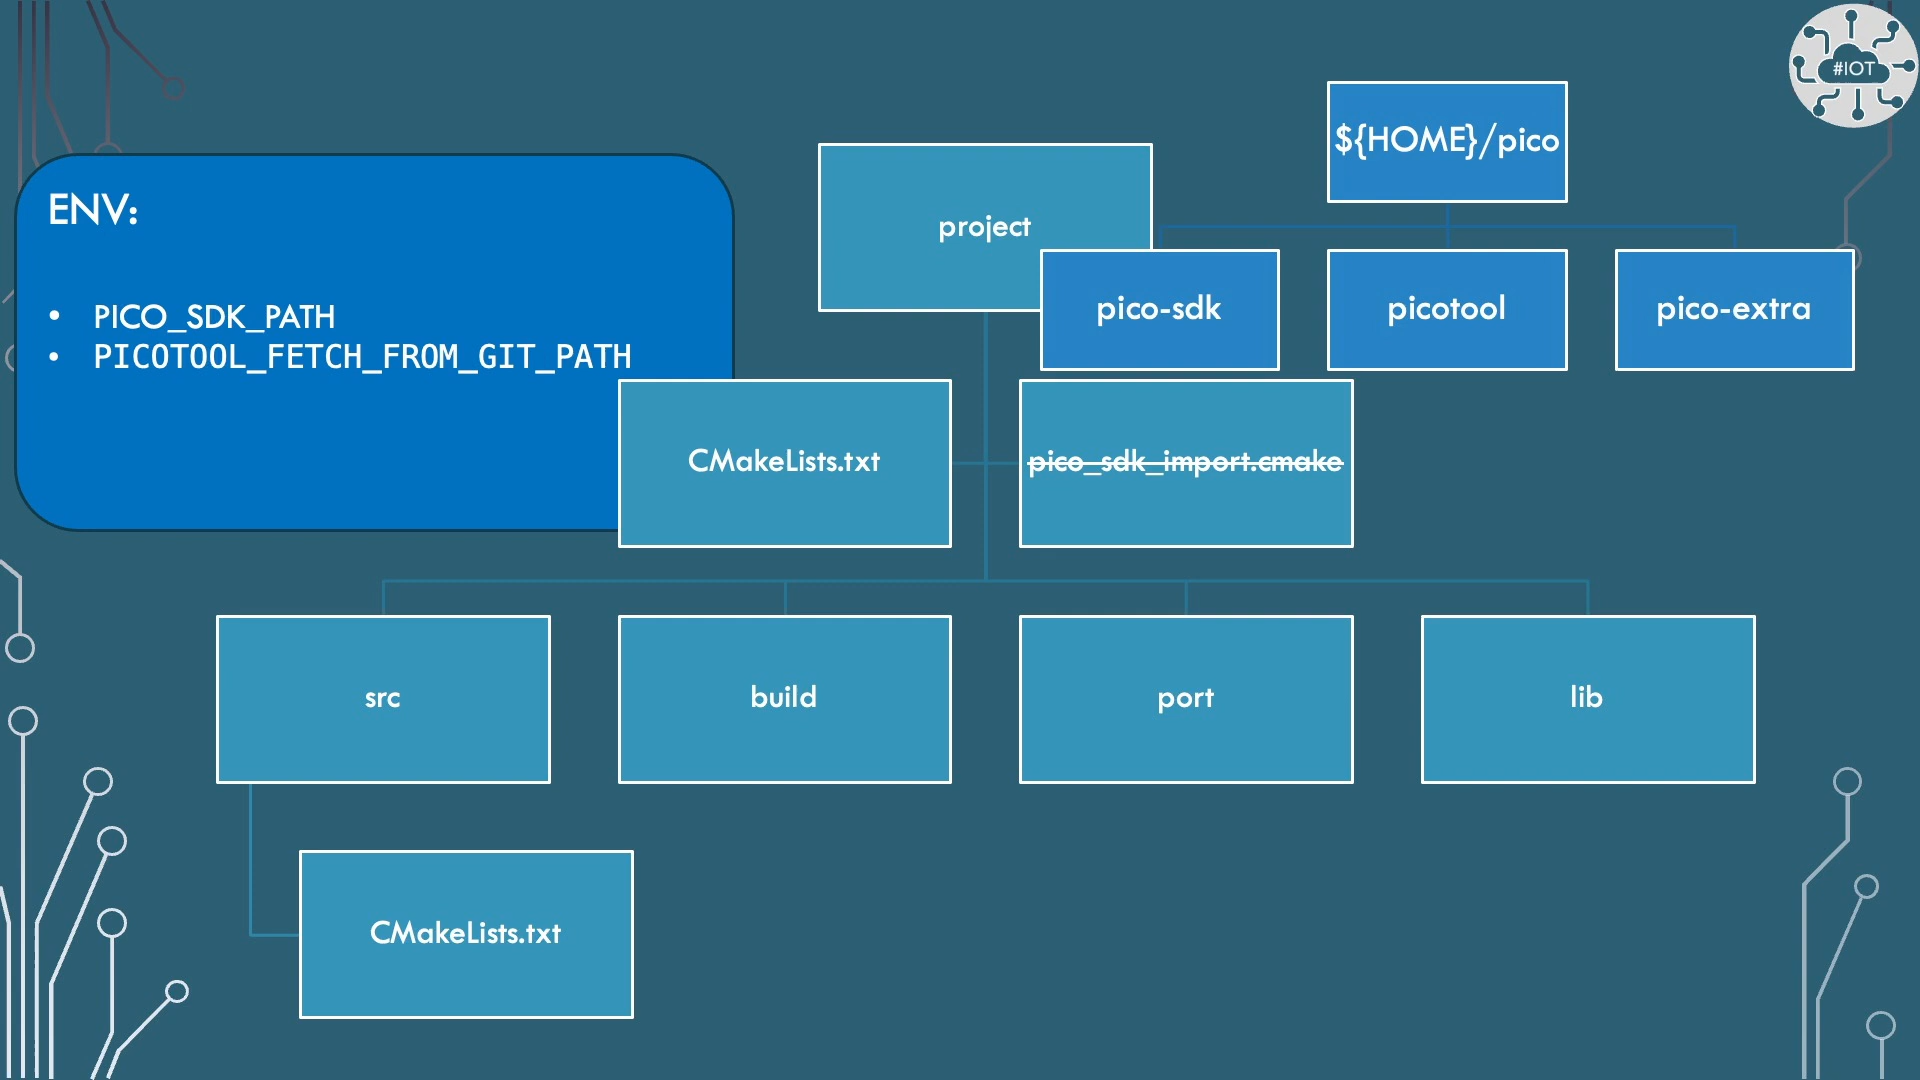 #IOT
${HOME}/pico
project
ENV:
pico-sdk
picotool
pico-extra
• PICO_SDK_PATH
• PICOTOOL_FETCH_FROM_GIT_PATH
CMakeLists.txt
pico_sdk_import.cmake
src
build
port
lib
CMakeLists.txt